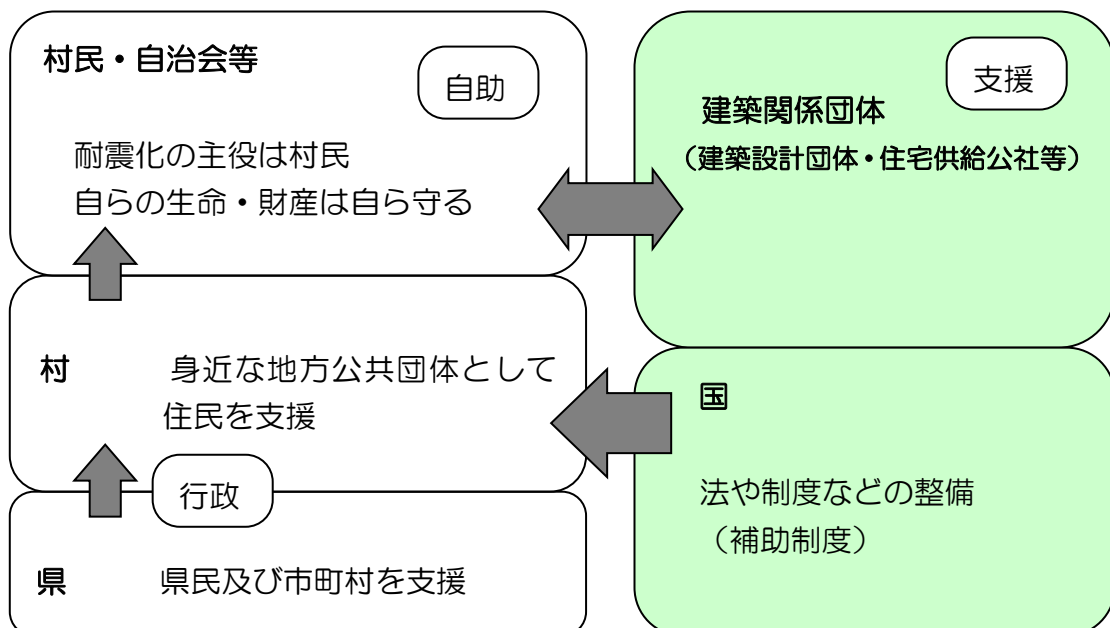 村民・自治会等
自助
耐震化の主役は村民
自らの生命・財産は自ら守る
支援
建築関係団体
（建築設計団体・住宅供給公社等）
村
身近な地方公共団体として
住民を支援
国
法や制度などの整備
（補助制度）
行政
県
県民及び市町村を支援